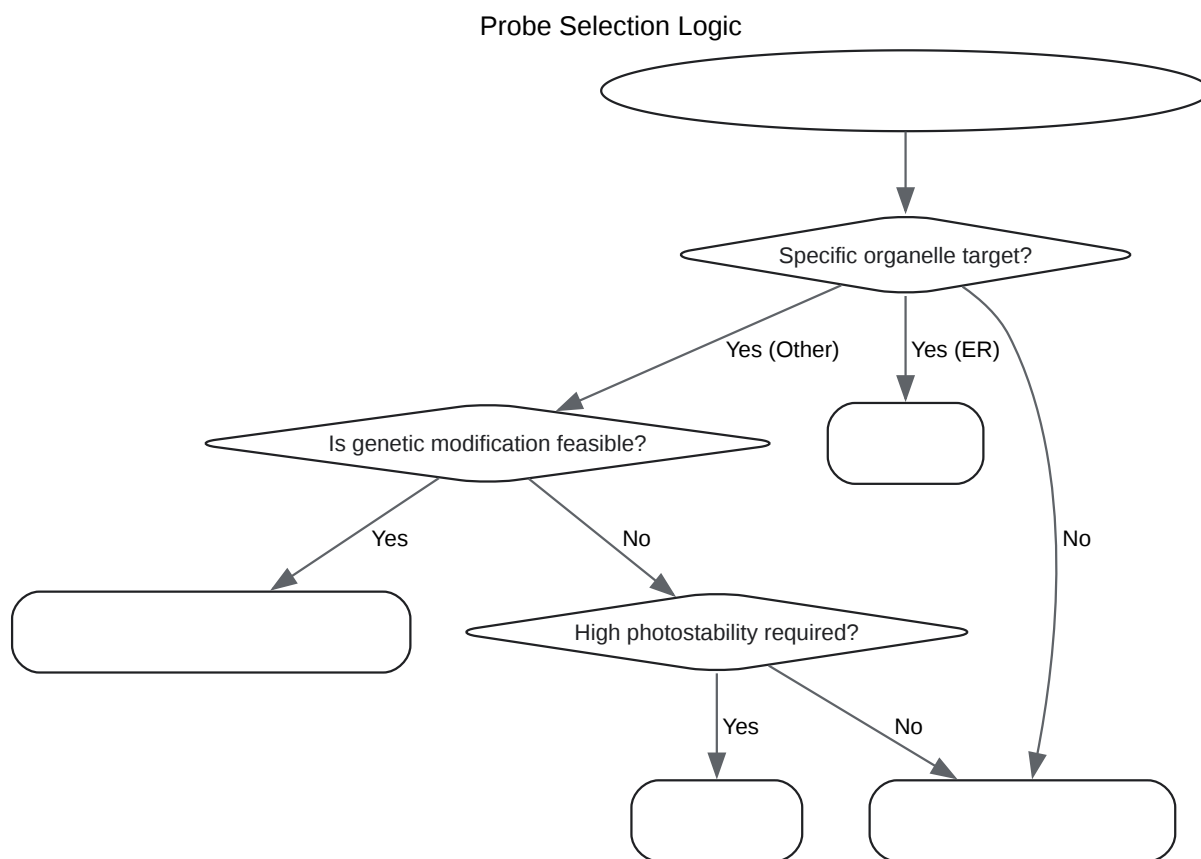 Probe Selection Logic
Specific organelle target?
Yes (Other)
Yes (ER)
Is genetic modification feasible?
Yes
No
No
High photostability required?
Yes
No